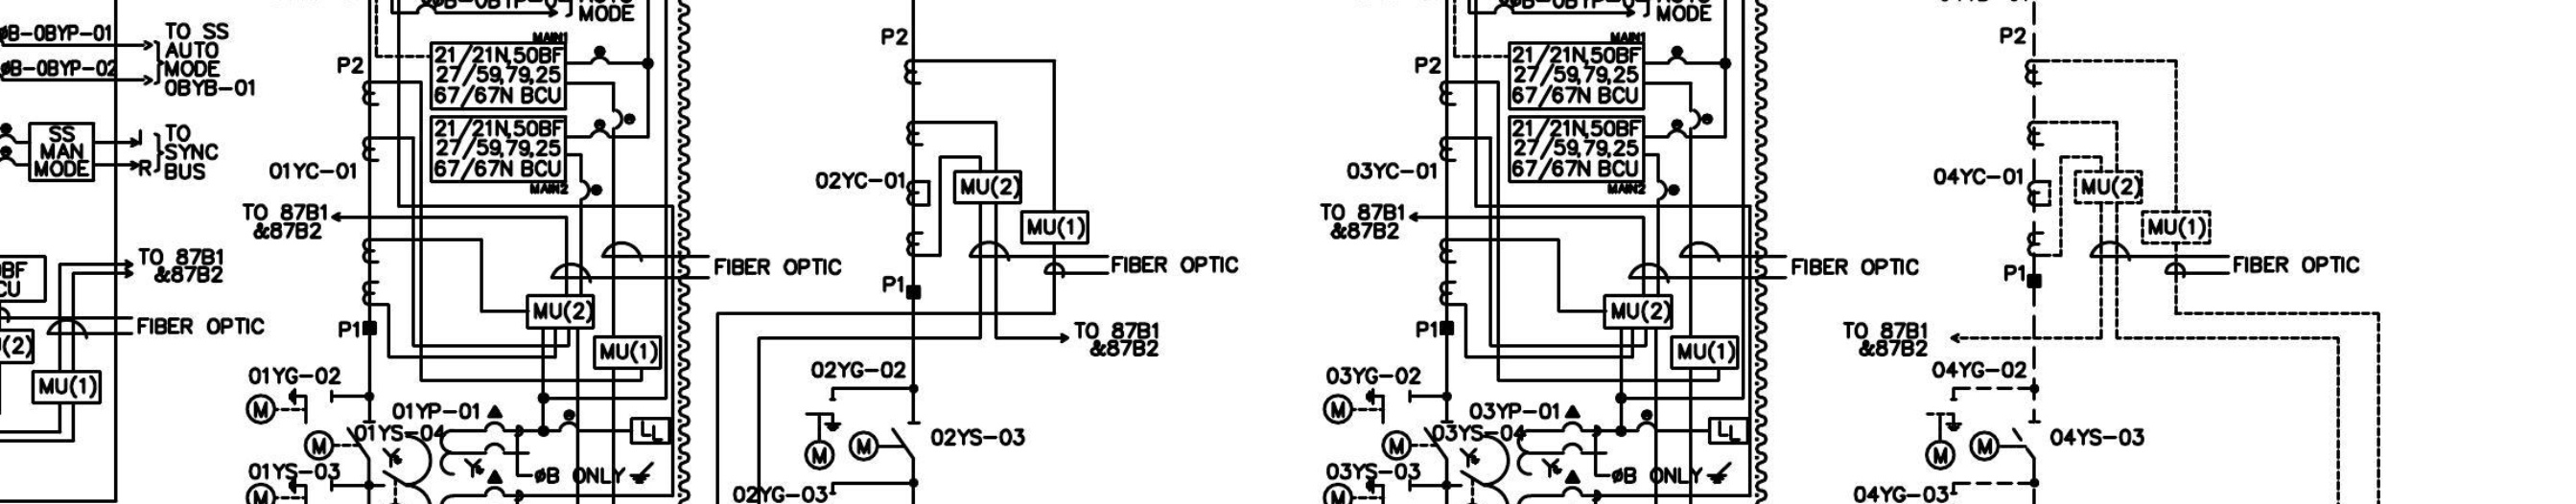 øB-0BYP-01
øB-0BYP-02
TO SS
AUTO
MODE
0BYB-01
SS
MAN
MODE
TO
SYNC
BUS
R
TO 87B1
&87B2
FIBER OPTIC
MU(1)
MODE
P2
MAIN1
21/21N,50BF
27/59,79,25
67/67N BCU
21/21N,50BF
27/59,79,25
67/67N BCU
MAIN2
01YC-01
TO 87B1
&87B2
FIBER OPTIC
MU(2)
P1
MU(1)
01YG-02
M
01YP-01
01YS-04
M
LL
01YS-03
M
øB ONLY
P2
02YC-01
MU(2)
MU(1)
FIBER OPTIC
P1
TO 87B1
&87B2
02YG-02
M
M
02YS-03
02YG-03
MODE
P2
MAIN1
21/21N,50BF
27/59,79,25
67/67N BCU
21/21N,50BF
27/59,79,25
67/67N BCU
MAIN2
03YC-01
TO 87B1
&87B2
FIBER OPTIC
MU(2)
P1
MU(1)
03YG-02
M
03YP-01
03YS-04
M
LL
03YS-03
M
øB ONLY
P2
04YC-01
MU(2)
MU(1)
FIBER OPTIC
P1
TO 87B1
&87B2
04YG-02
M
M
04YS-03
04YG-03